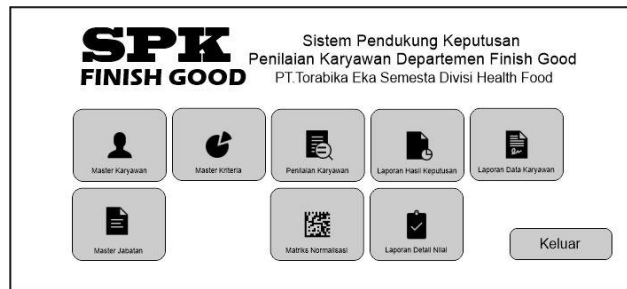 SPK
FINISH GOOD
Sistem Pendukung Keputusan
Penilaian Karyawan Departemen Finish Good
PT.Torabika Eka Semesta Divisi Health Food
Master Karyawan
Master Kriteria
Penilaian Karyawan
Laporan Hasil Keputusan
Laporan Data Karyawan
Master Jabatan
Matriks Normalisasi
Laporan Detail Nilai
Keluar